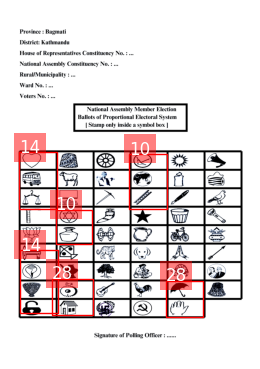 Province : Bagmati
District: Kathmandu
House of Representatives Constituency No. : ...
National Assembly Constituency No. : ...
Rural/Municipality : ...
Ward No. : ...
Voters No. : ...
National Assembly Member Election
Ballots of Proportional Electoral System
[ Stamp only inside a symbol box ]
14
10
10
14
28
28
Signature of Polling Officer : ......